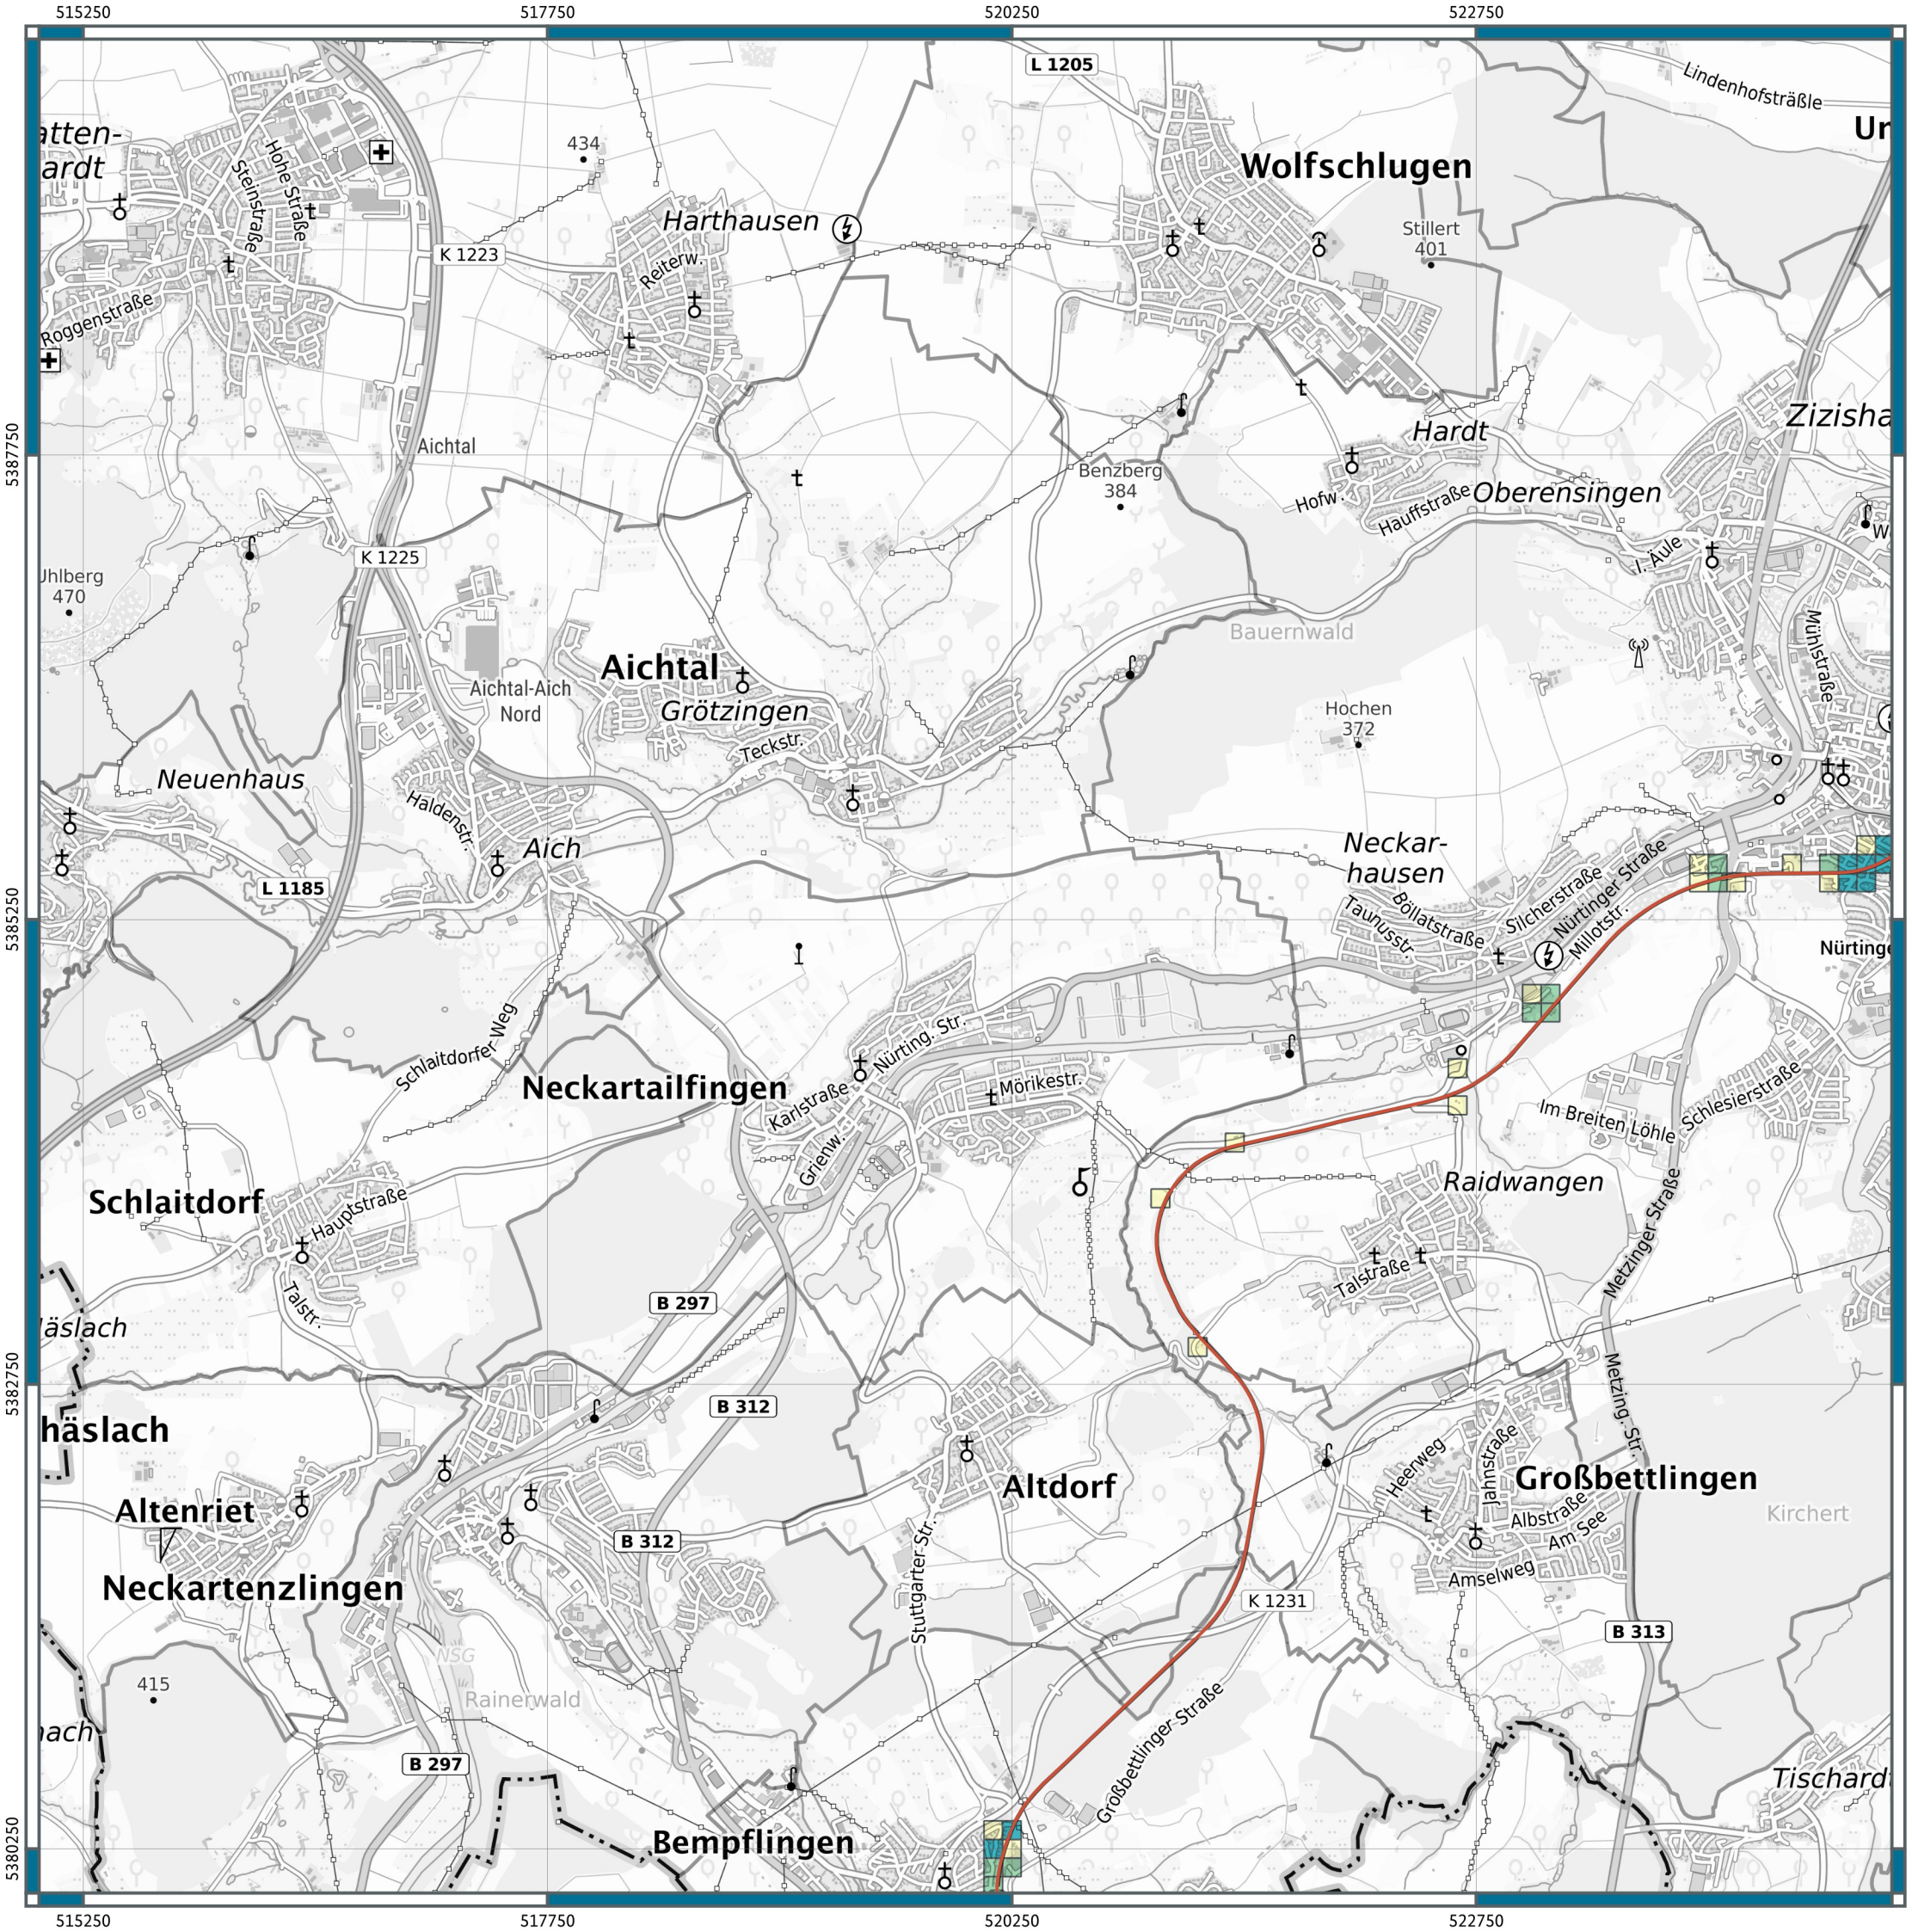 515250
517750
520250
522750
L 1205
Lindenhofsträßle
atten-
ardt
Ur
434
Wolfschlugen
Hohe Straße
Steinstraße
Harthausen
Stillert
401
K 1223
Reiterw.
Roggenstraße
Zizisha
Hardt
5387750
5387750
Aichtal
Benzberg
384
Hofw.
Hauffstraße
Oberensingen
W
I. Äule
K 1225
Uhlberg
470
Bauernwald
Mühlstraße
Aichtal
Aichtal-Aich
Nord
Grötzingen
Hochen
372
Teckstr.
Neuenhaus
Haldenstr.
Aich
Neckar-
hausen
L 1185
Silcherstraße
Nürtinger Straße
Böllatstraße
Taunusstr.
Millotstr.
5385250
Nürtinge
Schlaitdorfer Weg
Nürting. Str.
Neckartailfingen
Mörikestr.
Karlstraße
Im Breiten Löhle
Schlesierstraße
Grienw.
Schlaitdorf
Hauptstraße
Raidwangen
Metzinger Straße
Talstraße
Talstr.
B 297
läslach
5382750
Metzing. Str.
B 312
häslach
Heerweg
Jahnstraße
Großbettlingen
Altdorf
Altenriet
Albstraße
Kirchert
Am See
B 312
Stuttgarter Str.
Amselweg
Neckartenzlingen
K 1231
B 313
NSG
415
Rainerwald
nach
Großbettlinger Straße
B 297
Tischardt
Bempflingen
5380250
515250
517750
520250
522750